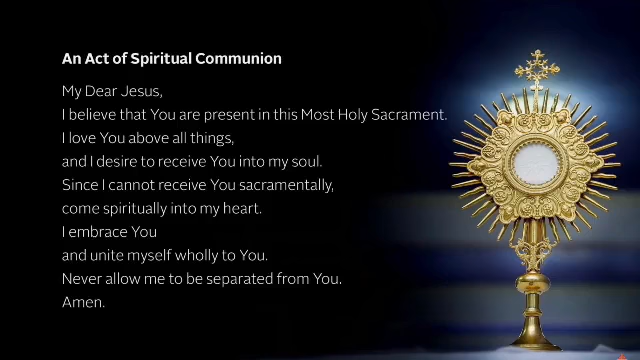 An Act of Spiritual Communion
My Dear Jesus,
I believe that You are present in this Most Holy Sacrament.
I love You above all things,
and I desire to receive You into my soul.
Since I cannot receive You sacramentally,
come spiritually into my heart.
I embrace You
and unite myself wholly to You.
Never allow me to be separated from You.
Amen.